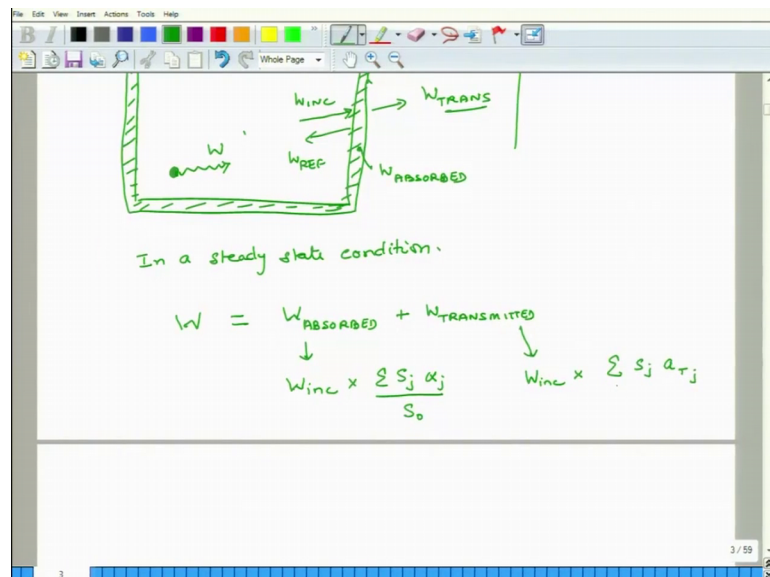 File Edit View Insert Actions Tools Help
B I
Whole Page
WINC
WTRANS
W
WREF
WABSORBED
In a steady state condition.
W = WABSORBED + WTRANSMITTED
Winc × Σ Sj αj / S0
Winc × Σ Sj aTj
3 / 59
3